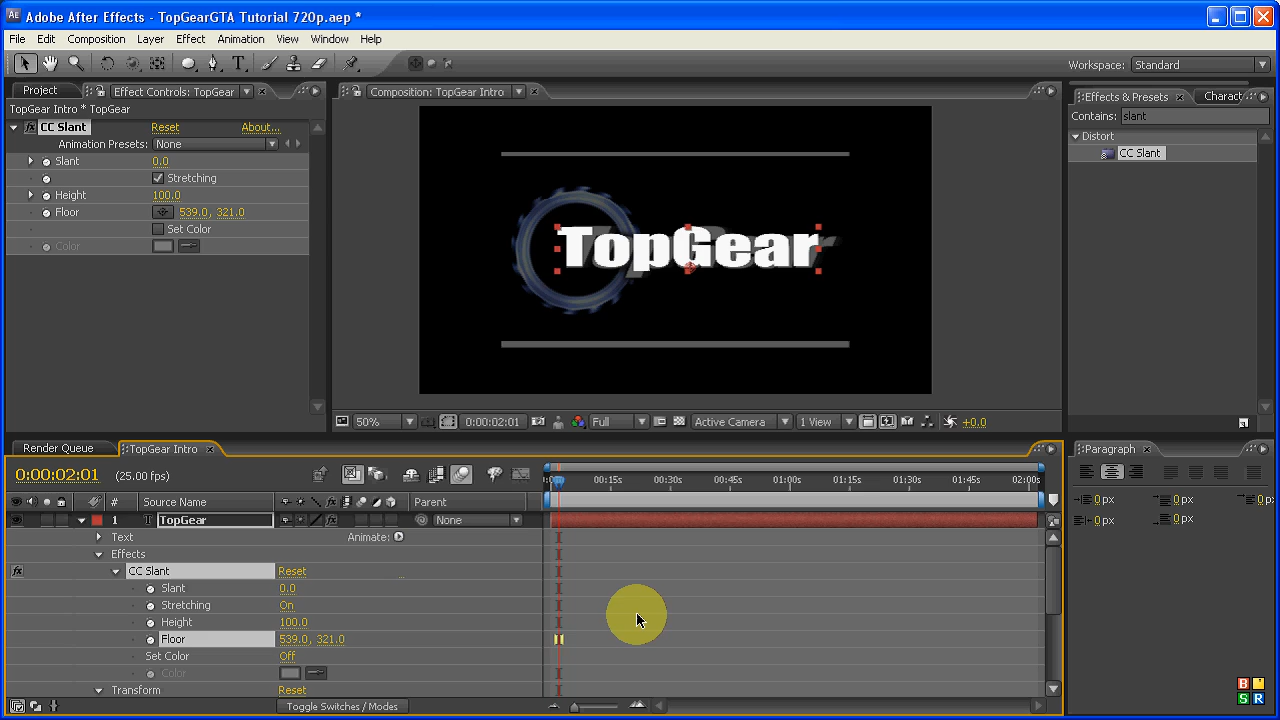 Adobe After Effects - TopGearGTA Tutorial 720p.aep *
File Edit Composition Layer Effect Animation View Window Help
Workspace: Standard
Project Effect Controls: TopGear
Composition: TopGear Intro
Effects & Presets Charact
TopGear Intro * TopGear
Contains: slant
CC Slant Reset About...
Distort
Animation Presets: None
CC Slant
Slant 0.0
Stretching
Height 100.0
Floor 539.0, 321.0
Set Color
Color
TopGear
50% 0:00:02:01 Full Active Camera 1 View +0.0
Render Queue TopGear Intro
Paragraph
0:00:02:01 (25.00 fps)
00:15s 00:30s 00:45s 01:00s 01:15s 01:30s 01:45s 02:00s
# Source Name Parent
0 px 0 px 0 p
1 T TopGear None
0 px 0 px
Text Animate:
Effects
CC Slant Reset
Slant 0.0
Stretching On
Height 100.0
Floor 539.0, 321.0
Set Color Off
Color
Transform Reset
Toggle Switches / Modes
B
S R